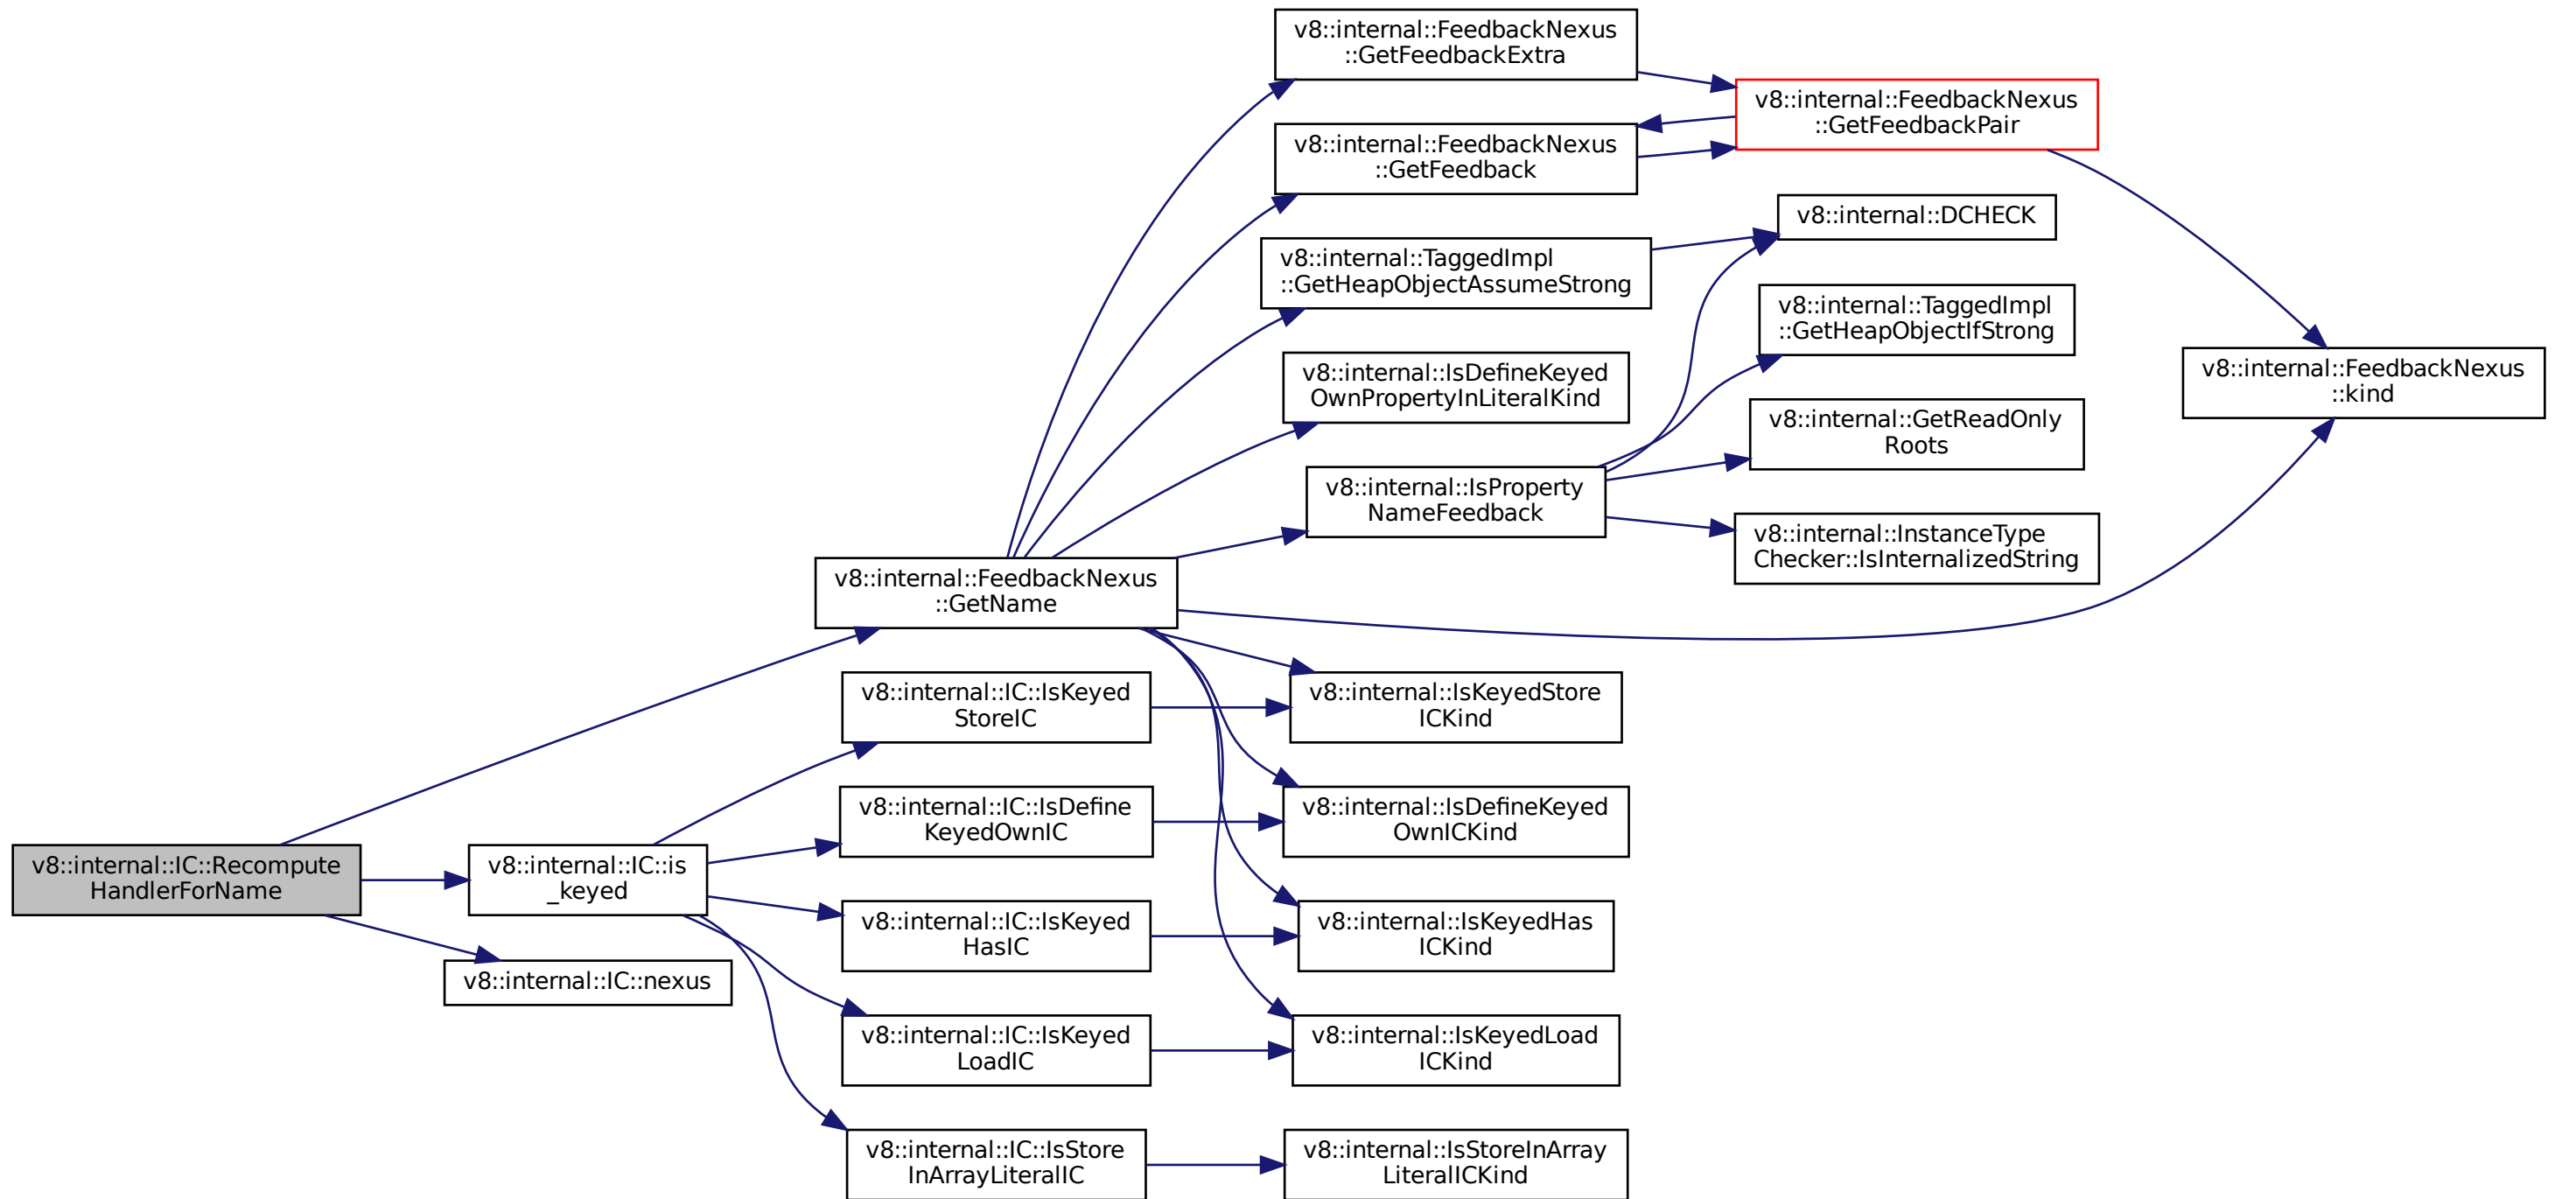 v8::internal::FeedbackNexus
::GetFeedbackExtra
v8::internal::FeedbackNexus
::GetFeedbackPair
v8::internal::FeedbackNexus
::GetFeedback
v8::internal::DCHECK
v8::internal::TaggedImpl
::GetHeapObjectAssumeStrong
v8::internal::TaggedImpl
::GetHeapObjectIfStrong
v8::internal::IsDefineKeyed
OwnPropertyInLiteralKind
v8::internal::FeedbackNexus
::kind
v8::internal::GetReadOnly
Roots
v8::internal::IsProperty
NameFeedback
v8::internal::InstanceType
Checker::IsInternalizedString
v8::internal::FeedbackNexus
::GetName
v8::internal::IC::IsKeyed
StoreIC
v8::internal::IsKeyedStore
ICKind
v8::internal::IC::IsDefine
KeyedOwnIC
v8::internal::IsDefineKeyed
OwnICKind
v8::internal::IC::Recompute
HandlerForName
v8::internal::IC::is
_keyed
v8::internal::IC::IsKeyed
HasIC
v8::internal::IsKeyedHas
ICKind
v8::internal::IC::nexus
v8::internal::IC::IsKeyed
LoadIC
v8::internal::IsKeyedLoad
ICKind
v8::internal::IC::IsStore
InArrayLiteralIC
v8::internal::IsStoreInArray
LiteralICKind